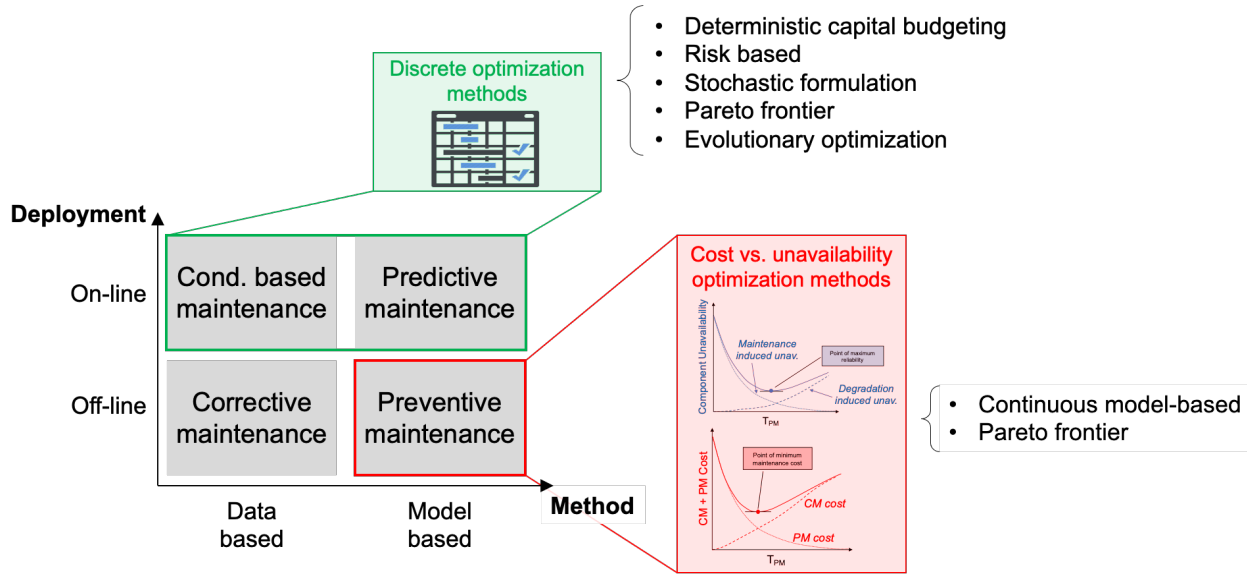 • Deterministic capital budgeting
• Risk based
• Stochastic formulation
• Pareto frontier
• Evolutionary optimization
Discrete optimization
methods
Deployment
On-line
Cond. based
maintenance
Predictive
maintenance
Off-line
Corrective
maintenance
Preventive
maintenance
Data
based
Model
based
Method
Cost vs. unavailability
optimization methods
Component Unavailability
Maintenance
induced unav.
Point of maximum
reliability
Degradation
induced unav.
TPM
CM + PM Cost
Point of minimum
maintenance cost
CM cost
PM cost
TPM
• Continuous model-based
• Pareto frontier